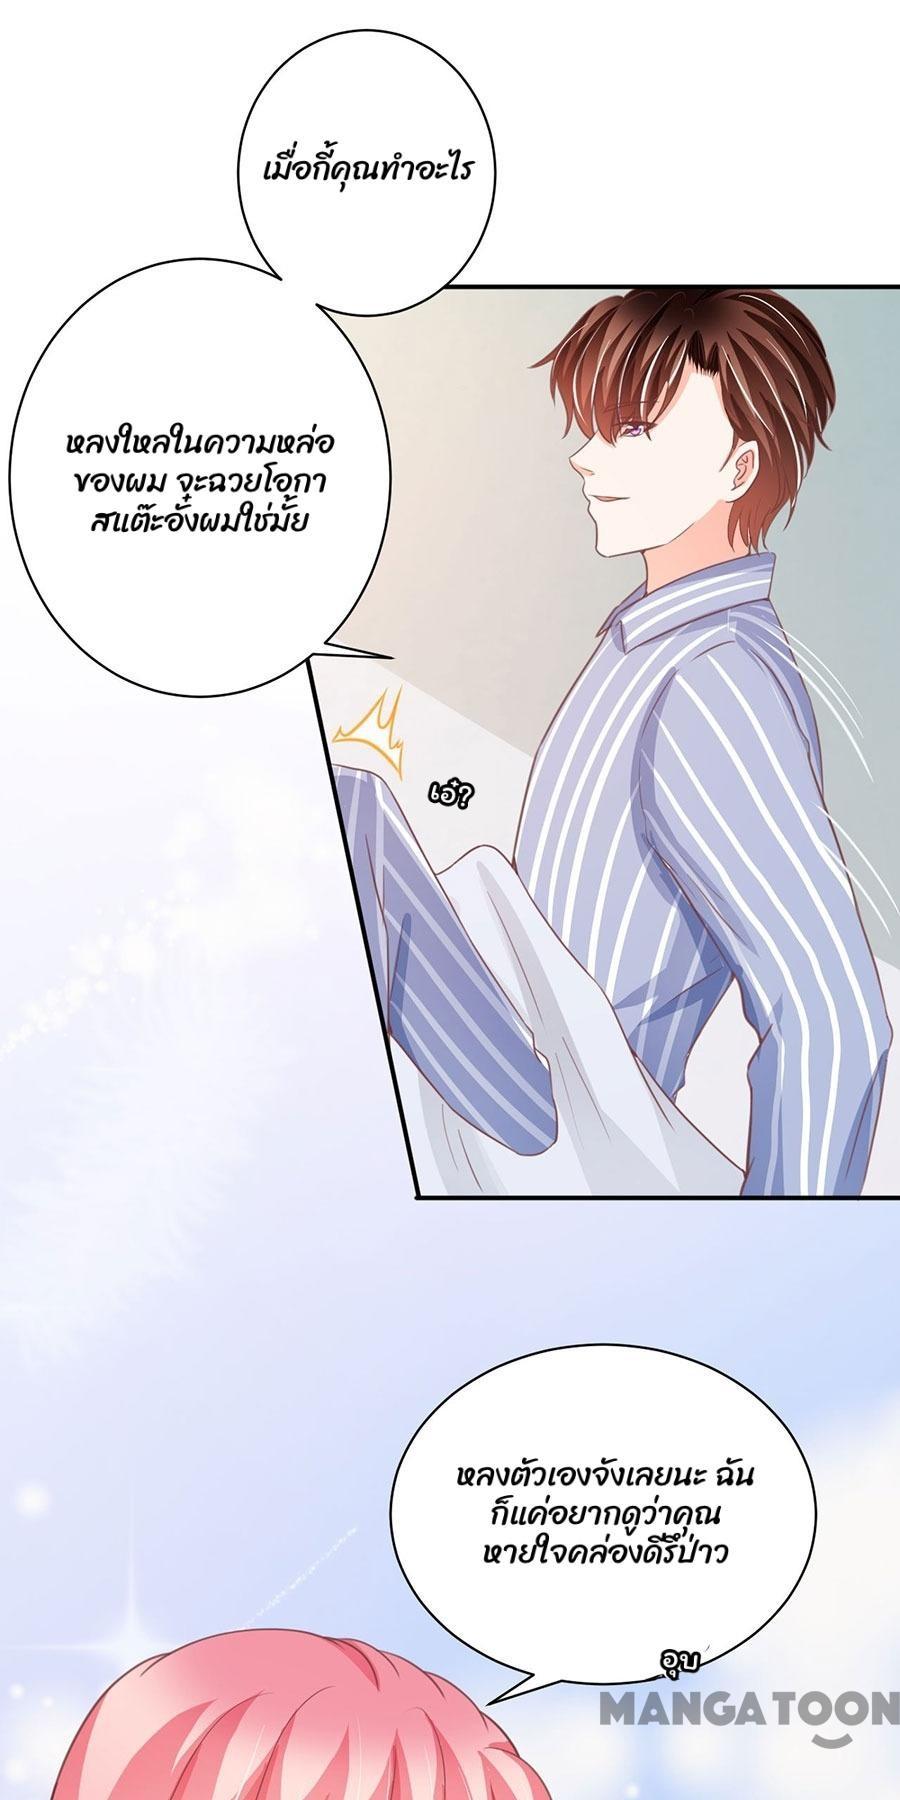 เมื่อกี้คุณทำอะไร
หลงใหลในความหล่อ
ของผม จะฉวยโอกา
สแต๊ะอั๋งผมใช่มั้ย
เอ๋?
หลงตัวเองจังเลยนะ ฉัน
ก็แค่อยากดูว่าคุณ
หายใจคล่องดีรึป่าว
อุบ
MANGATOON